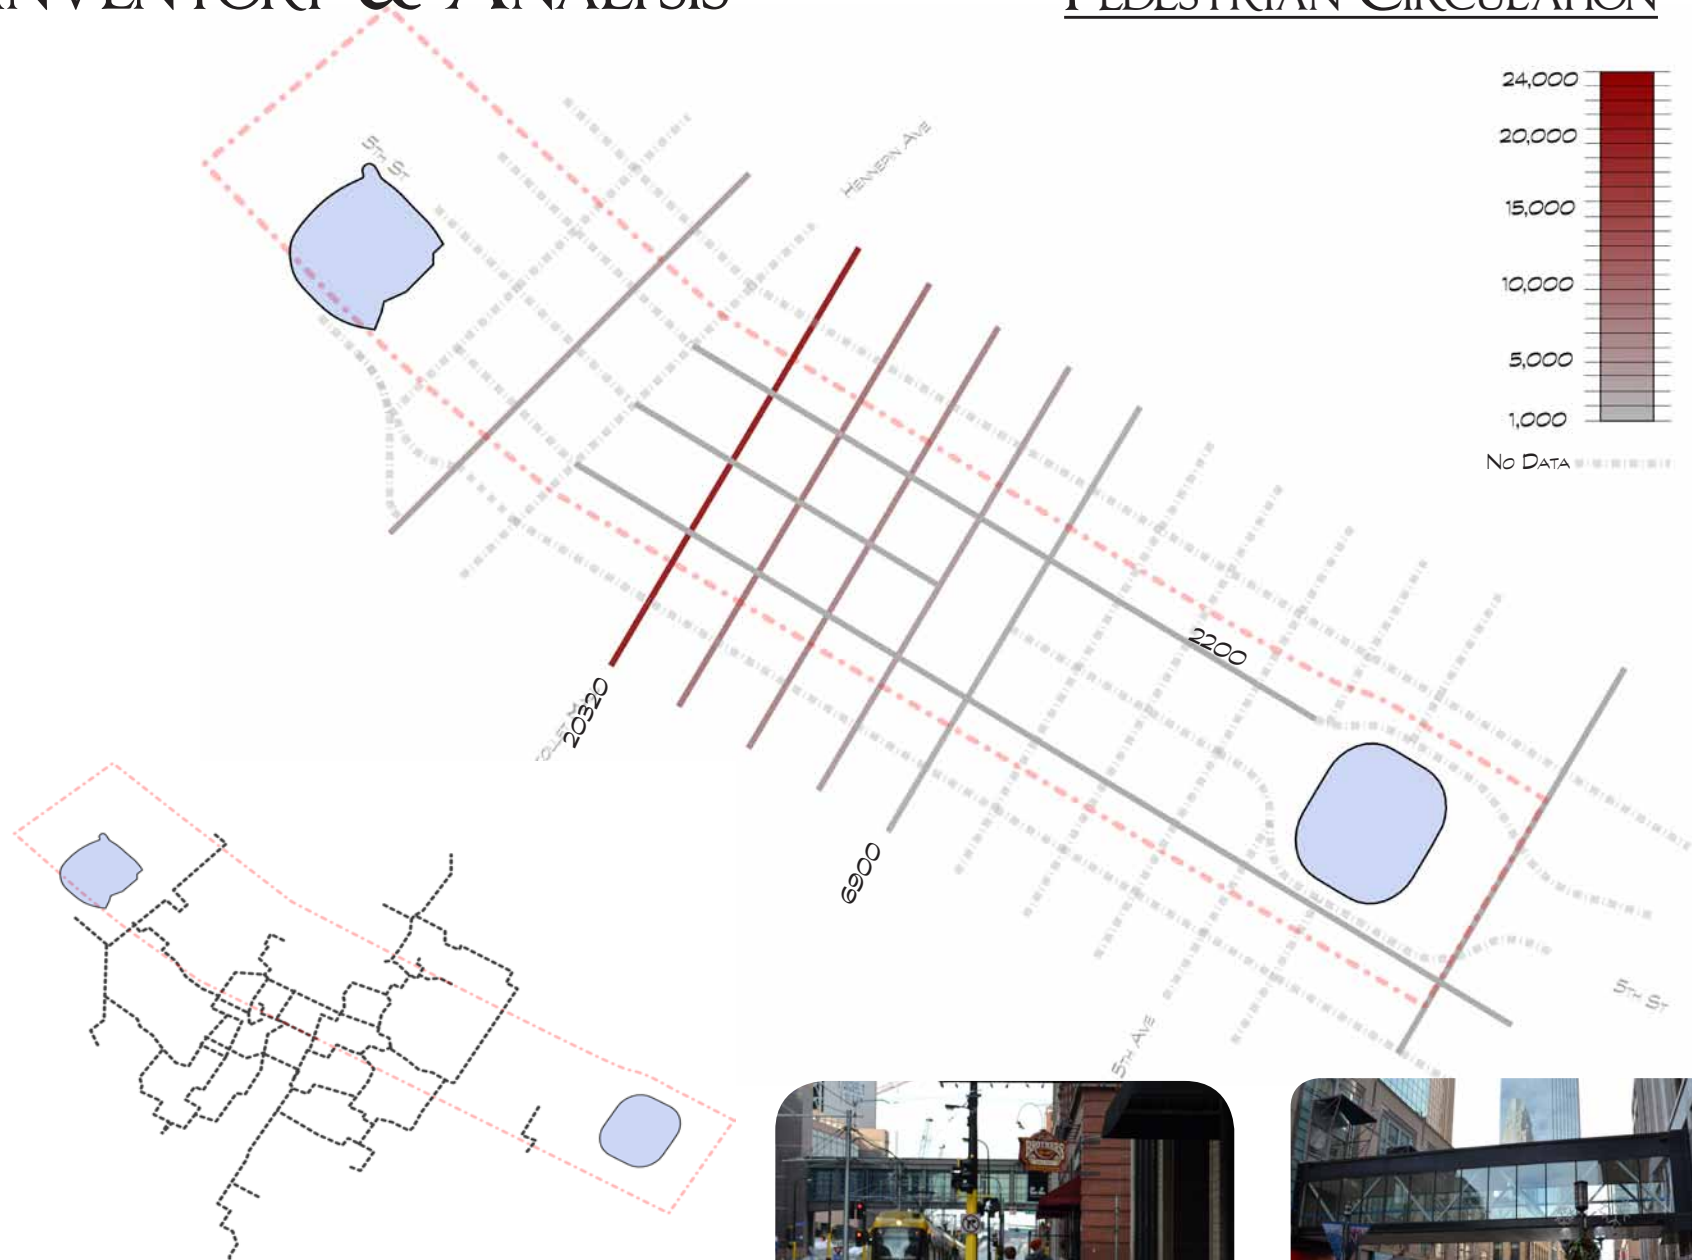 & Analysis
Pedestrian Circulation
24,000
20,000
15,000
10,000
5,000
1,000
No Data
5th St
Hennepin Ave
2200
20320
6900
5th Ave
5th St